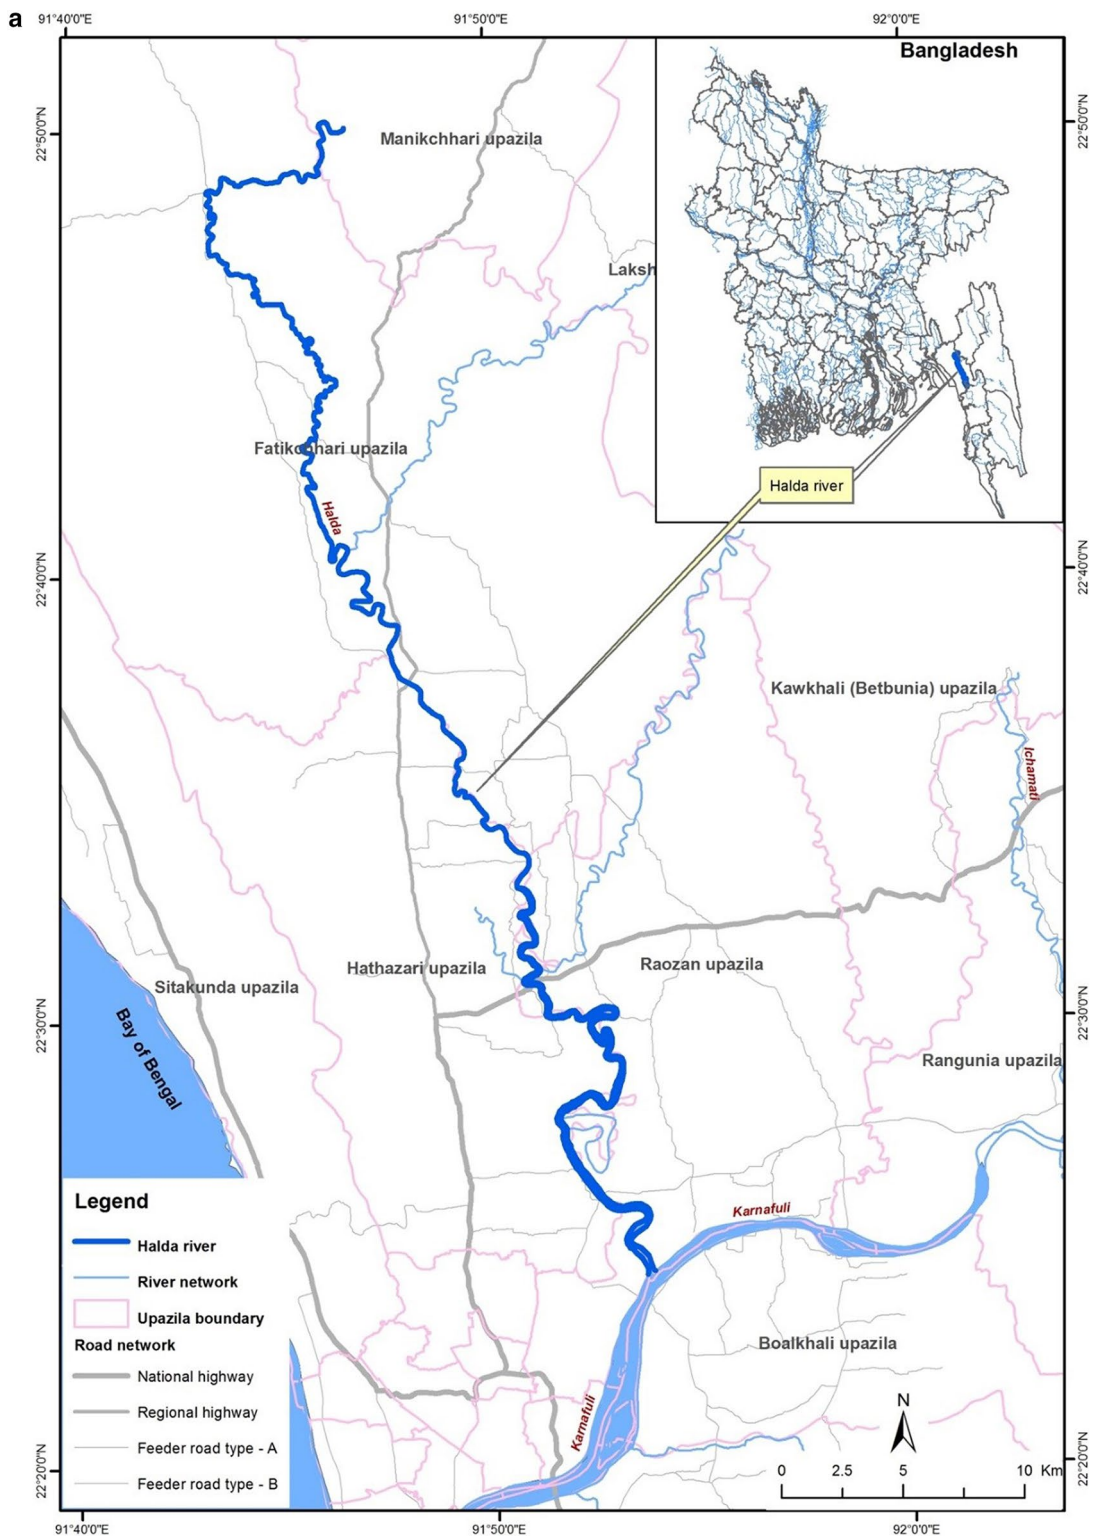 a
91°40'0"E
91°50'0"E
92°0'0"E
Bangladesh
22°50'0"N
22°50'0"N
Manikchhari upazila
Laksh
Fatikchhari upazila
Halda river
Halda
22°40'0"N
22°40'0"N
Kawkhali (Betbunia) upazila
Ichamati
Hathazari upazila
Raozan upazila
Sitakunda upazila
Bay of Bengal
22°30'0"N
22°30'0"N
Rangunia upazila
Karnafuli
Boalkhali upazila
Karnafuli
Legend
Halda river
River network
Upazila boundary
Road network
National highway
Regional highway
Feeder road type - A
Feeder road type - B
N
0 2.5 5 10 Km
22°20'0"N
22°20'0"N
91°40'0"E
91°50'0"E
92°0'0"E